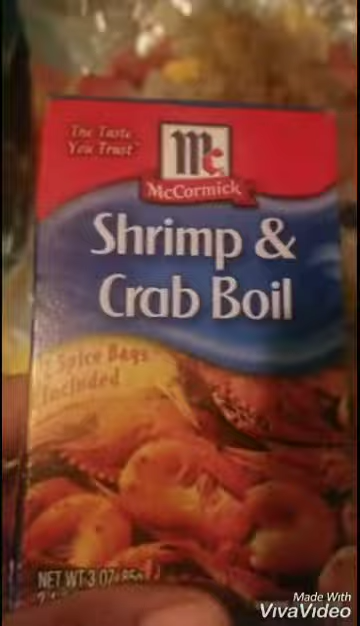 The Taste
You Trust™
Mc
McCormick
Shrimp &
Crab Boil
Spice Bags
Included
NET WT 3 OZ
Made With
VivaVideo